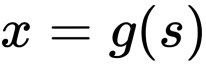 x = g(s)